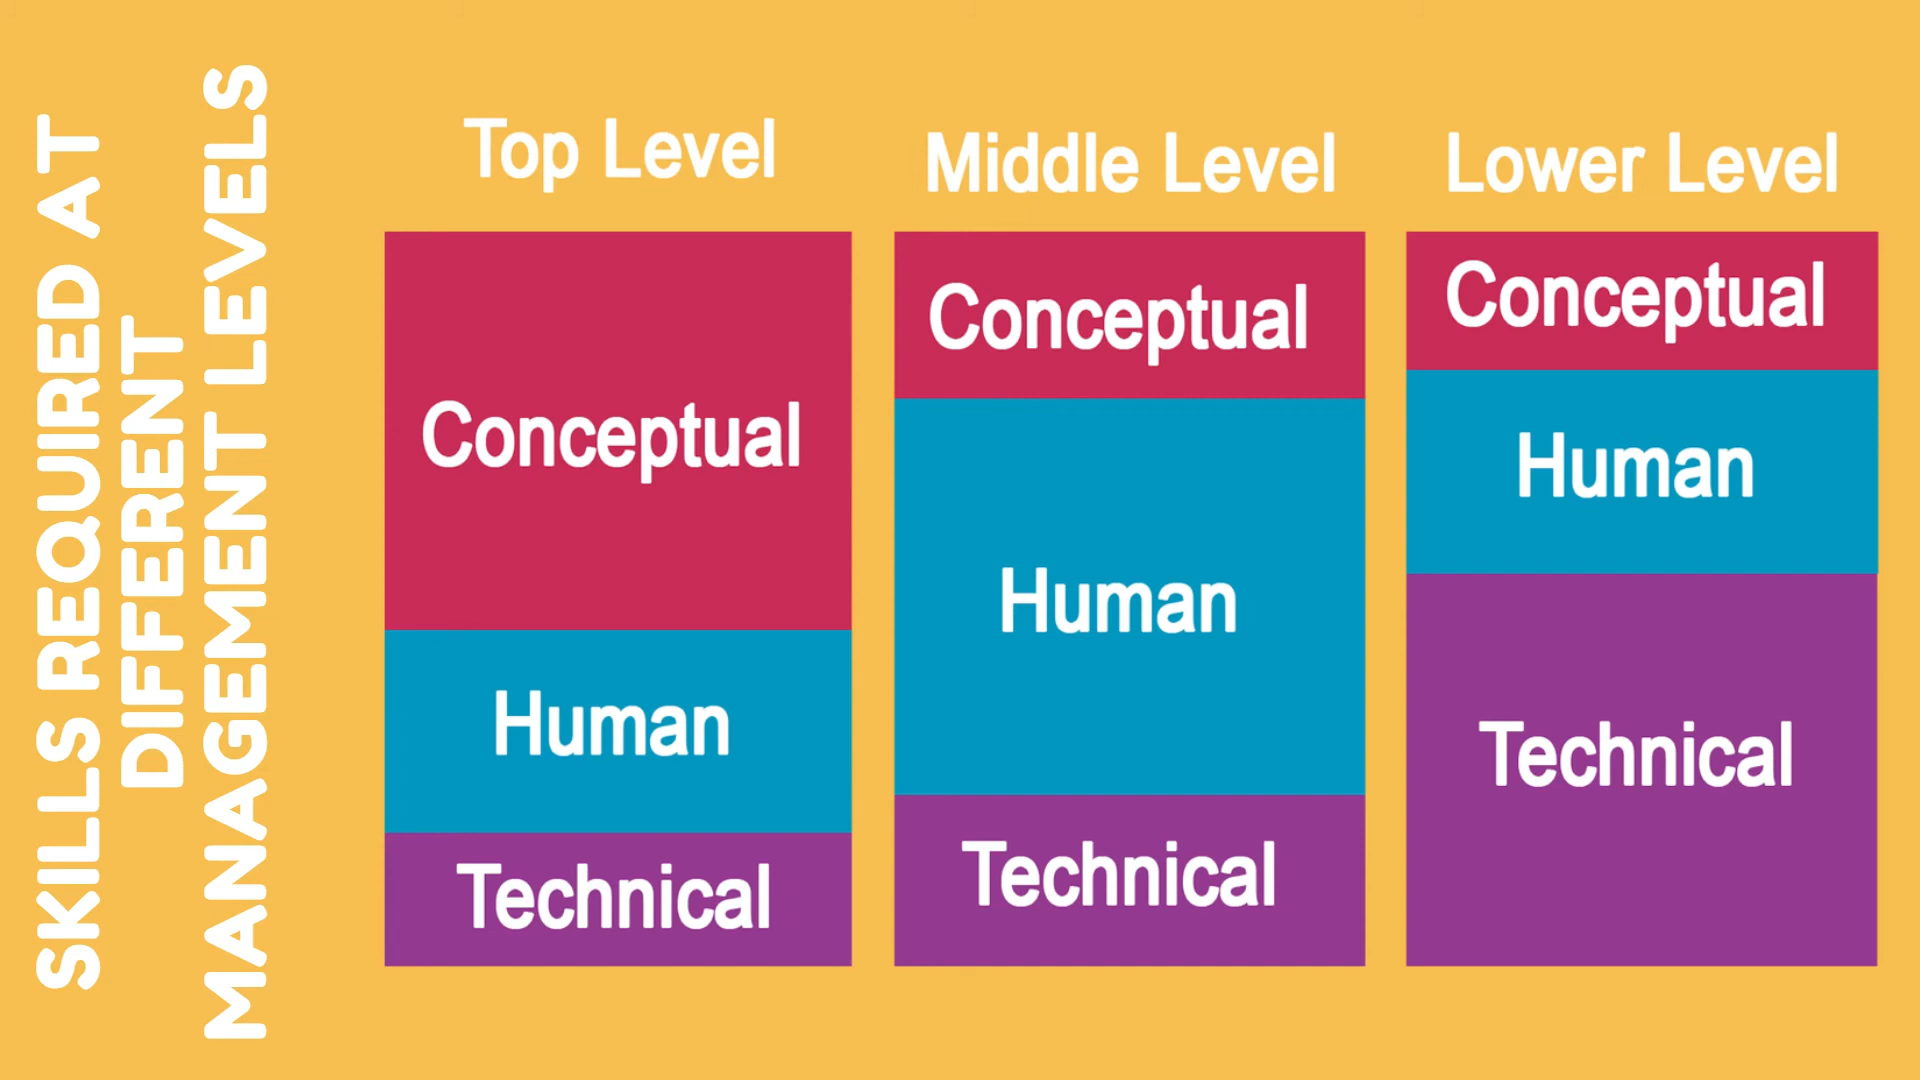 SKILLS REQUIRED AT
DIFFERENT
MANAGEMENT LEVELS
Top Level
Conceptual
Human
Technical
Middle Level
Conceptual
Human
Technical
Lower Level
Conceptual
Human
Technical